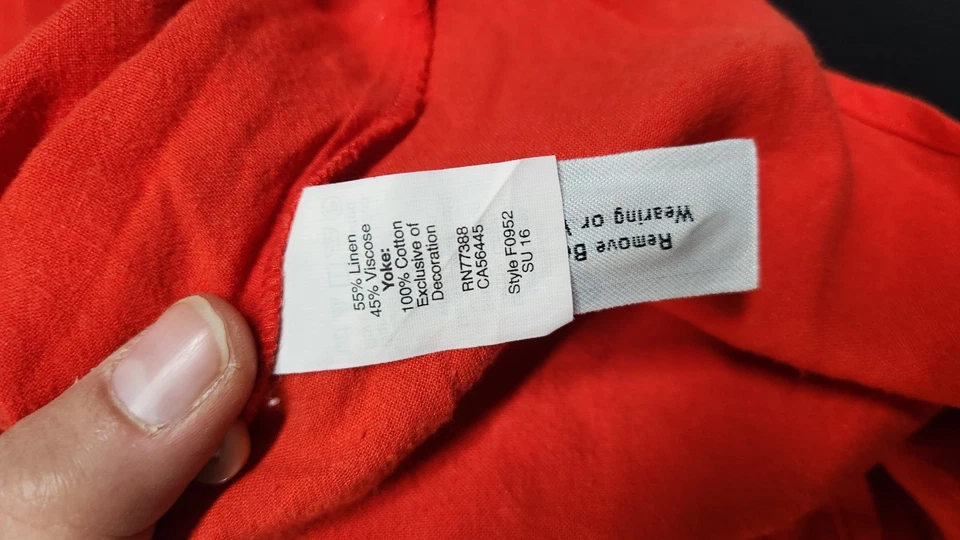 55% Linen
45% Viscose
Yoke:
100% Cotton
Exclusive of
Decoration
RN77388
CA56445
Style F0952
SU 16
Remove
Wearing or